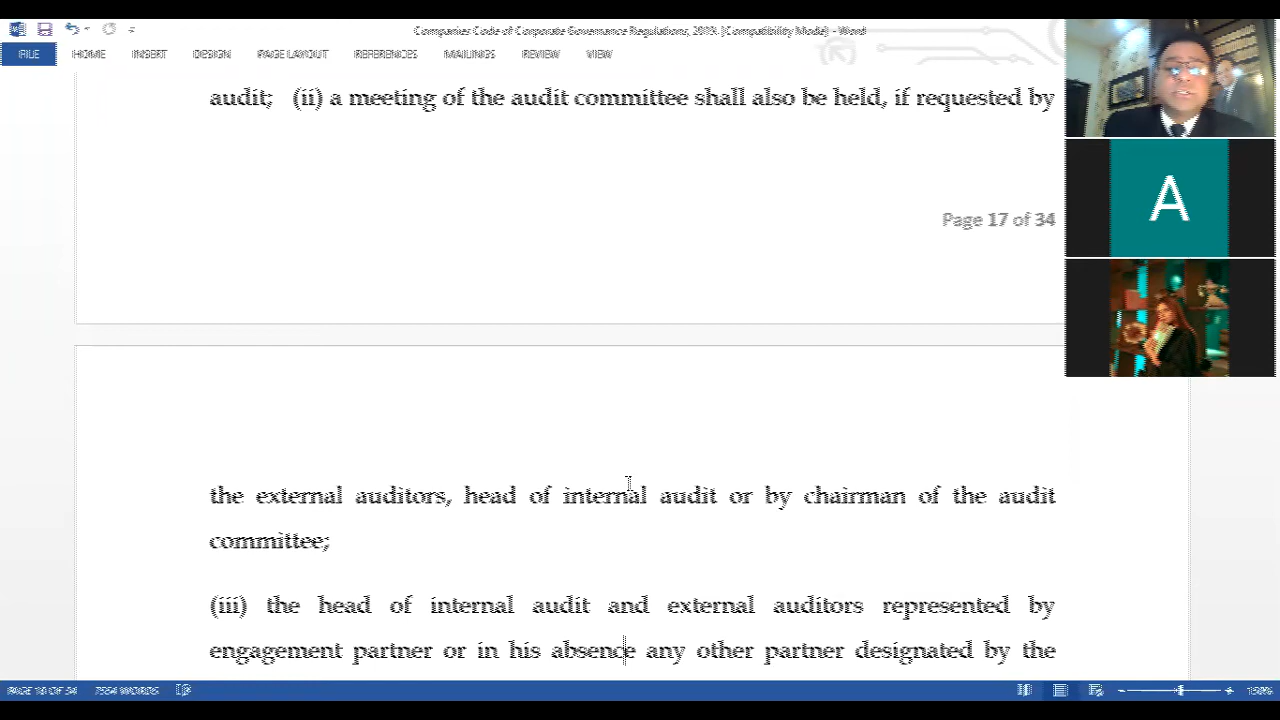 Companies Code of Corporate Governance Regulations, 2019 [Compatibility Mode] - Word
FILE HOME INSERT DESIGN PAGE LAYOUT REFERENCES MAILINGS REVIEW VIEW
audit; (ii) a meeting of the audit committee shall also be held, if requested by
A
Page 17 of 34
the external auditors, head of internal audit or by chairman of the audit
committee;
(iii) the head of internal audit and external auditors represented by
engagement partner or in his absence any other partner designated by the
PAGE 18 OF 34 WORDS 150%